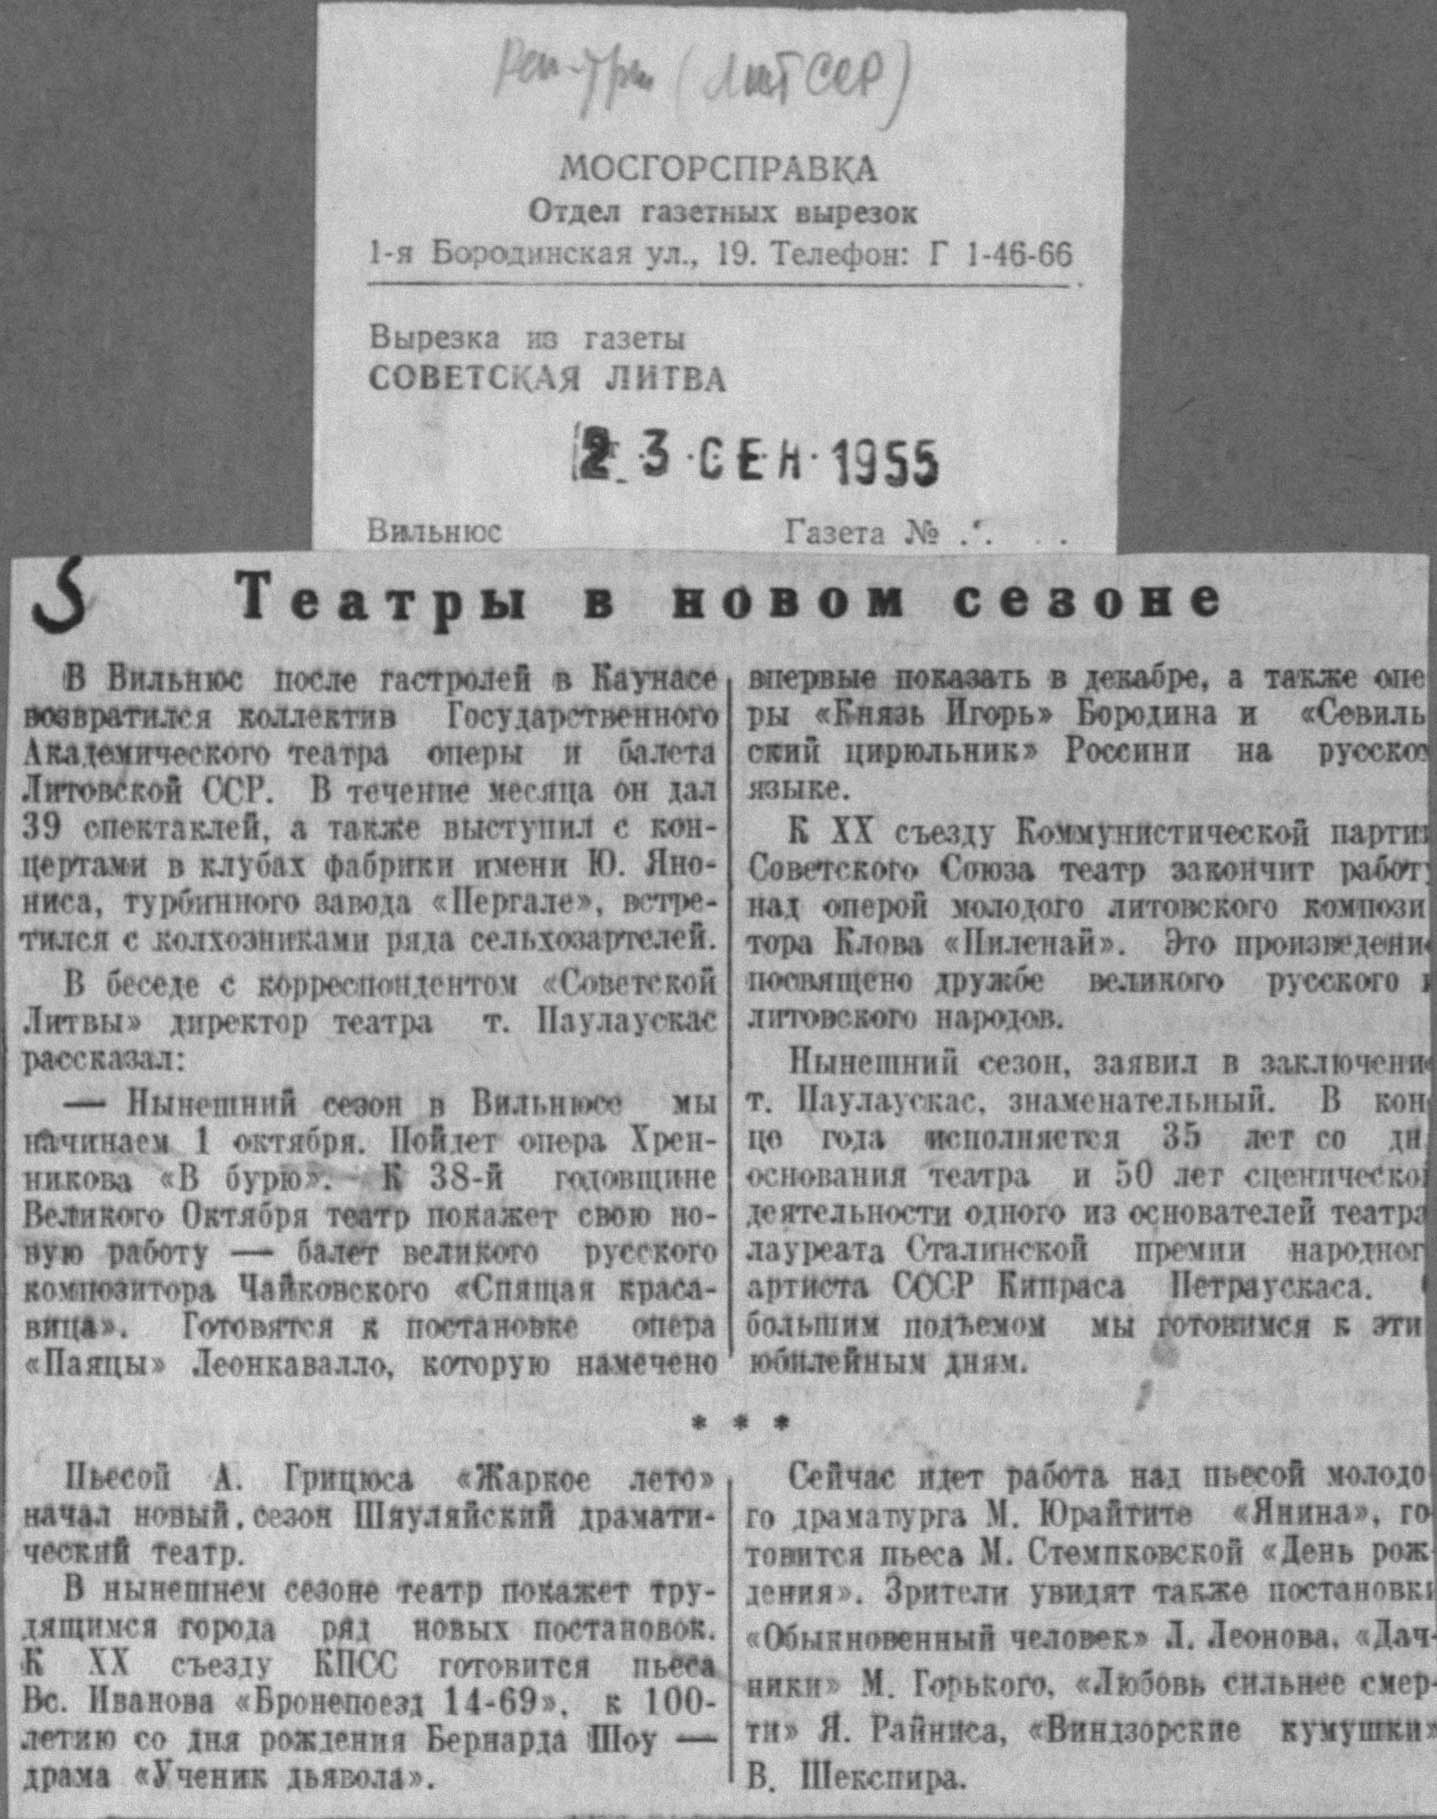 (ЛитССР)
МОСГОРСПРАВКА
Отдел газетных вырезок
1-я Бородинская ул., 19. Телефон: Г 1-46-66
Вырезка из газеты
СОВЕТСКАЯ ЛИТВА
23 СЕН 1955
Вильнюс Газета №
Театры в новом сезоне
В Вильнюс после гастролей в Каунасе
возвратился коллектив Государственного
Академического театра оперы и балета
Литовской ССР. В течение месяца он дал
39 спектаклей, а также выступил с кон-
цертами в клубах фабрики имени Ю. Яно-
ниса, турбинного завода «Пергале», встре-
тился с колхозниками ряда сельхозартелей.
В беседе с корреспондентом «Советской
Литвы» директор театра т. Паулаускас
рассказал:
— Нынешний сезон в Вильнюсе мы
начинаем 1 октября. Пойдет опера Хрен-
никова «В бурю». К 38-й годовщине
Великого Октября театр покажет свою но-
вую работу — балет великого русского
композитора Чайковского «Спящая краса-
вица». Готовятся к постановке опера
«Паяцы» Леонкавалло, которую намечено
впервые показать в декабре, а также опе
ры «Князь Игорь» Бородина и «Севиль
ский цирюльник» Россини на русско
языке.
К XX съезду Коммунистической парти
Советского Союза театр закончит работ
над оперой молодого литовского компози
тора Клова «Пиленай». Это произведени
посвящено дружбе великого русского и
литовского народов.
Нынешний сезон, заявил в заключени
т. Паулаускас, знаменательный. В кон
це года исполняется 35 лет со дн
основания театра и 50 лет сценическо
деятельности одного из основателей театра
лауреата Сталинской премии народног
артиста СССР Кипраса Петраускаса.
большим подъемом мы готовимся к эти
юбилейным дням.
* * *
Пьесой А. Грицюса «Жаркое лето»
начал новый сезон Шяуляйский драмати-
ческий театр.
В нынешнем сезоне театр покажет тру-
дящимся города ряд новых постановок.
К XX съезду КПСС готовится пьеса
Вс. Иванова «Бронепоезд 14-69», к 100-
летию со дня рождения Бернарда Шоу —
драма «Ученик дьявола».
Сейчас идет работа над пьесой молодо
го драматурга М. Юрайтите «Янина», го
товится пьеса М. Стемпковской «День рож
дения». Зрители увидят также постановки
«Обыкновенный человек» Л. Леонова, «Дач-
ники» М. Горького, «Любовь сильнее смер-
ти» Я. Райниса, «Виндзорские кумушки»
В. Шекспира.